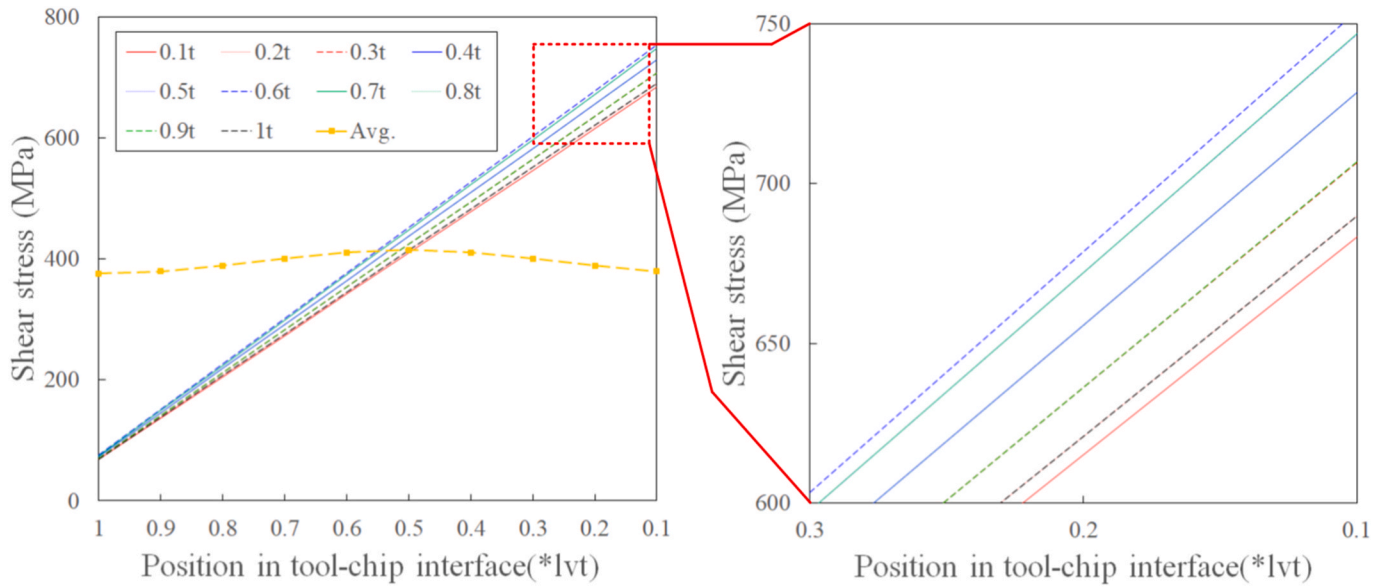 800
600
400
200
0
Shear stress (MPa)
0.1t 0.2t 0.3t 0.4t
0.5t 0.6t 0.7t 0.8t
0.9t 1t Avg.
1 0.9 0.8 0.7 0.6 0.5 0.4 0.3 0.2 0.1
Position in tool-chip interface(*lvt)
750
700
650
600
Shear stress (MPa)
0.3 0.2 0.1
Position in tool-chip interface(*lvt)